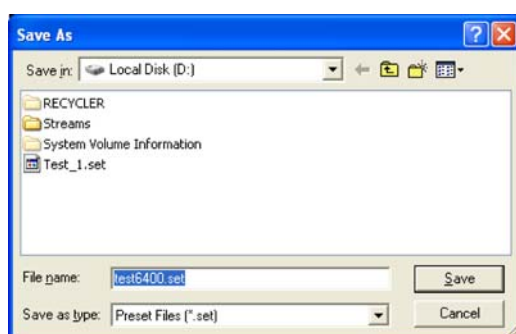 Save As
Save in: Local Disk (D:)
RECYCLER
Streams
System Volume Information
Test_1.set
File name: test6400.set Save
Save as type: Preset Files (*.set) Cancel